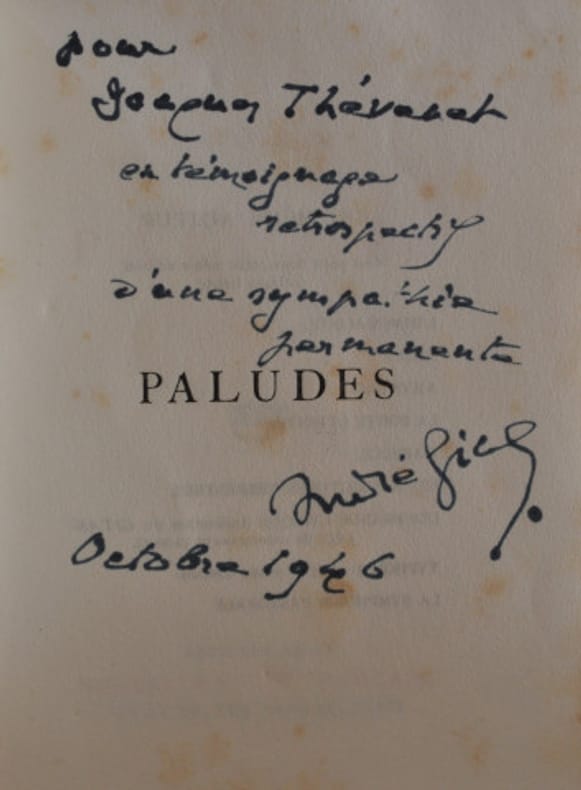 pour
Jacques Thévenet
en témoignage
rétrospectif
d'une sympathie
permanente
PALUDES
André Gide.
Octobre 1946